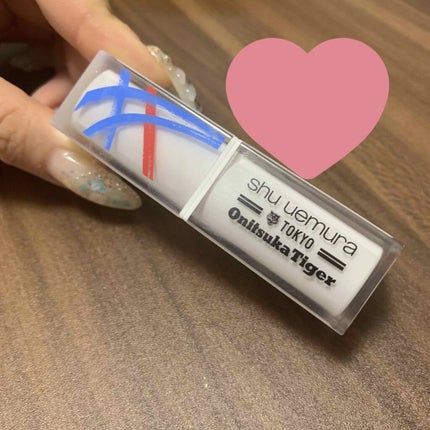 shu uemura
TOKYO
OnitsukaTiger